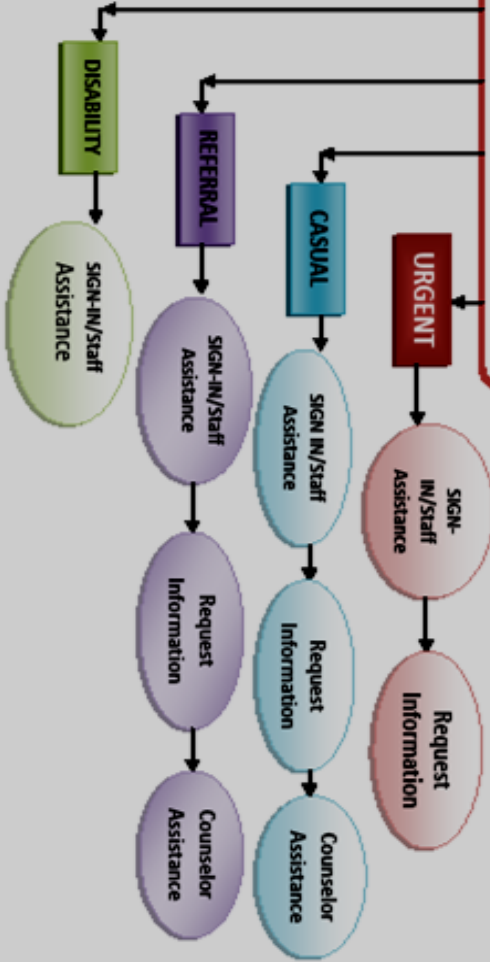 URGENT
SIGN-
IN/Staff
Assistance
Request
Information
CASUAL
SIGN IN/Staff
Assistance
Request
Information
Counselor
Assistance
REFERRAL
SIGN-IN/Staff
Assistance
Request
Information
Counselor
Assistance
DISABILITY
SIGN-IN/Staff
Assistance